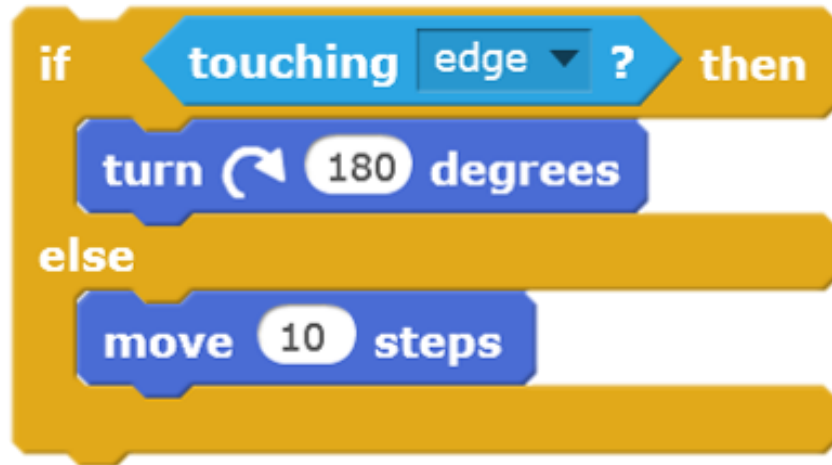 if touching edge ? then
turn 180 degrees
else
move 10 steps